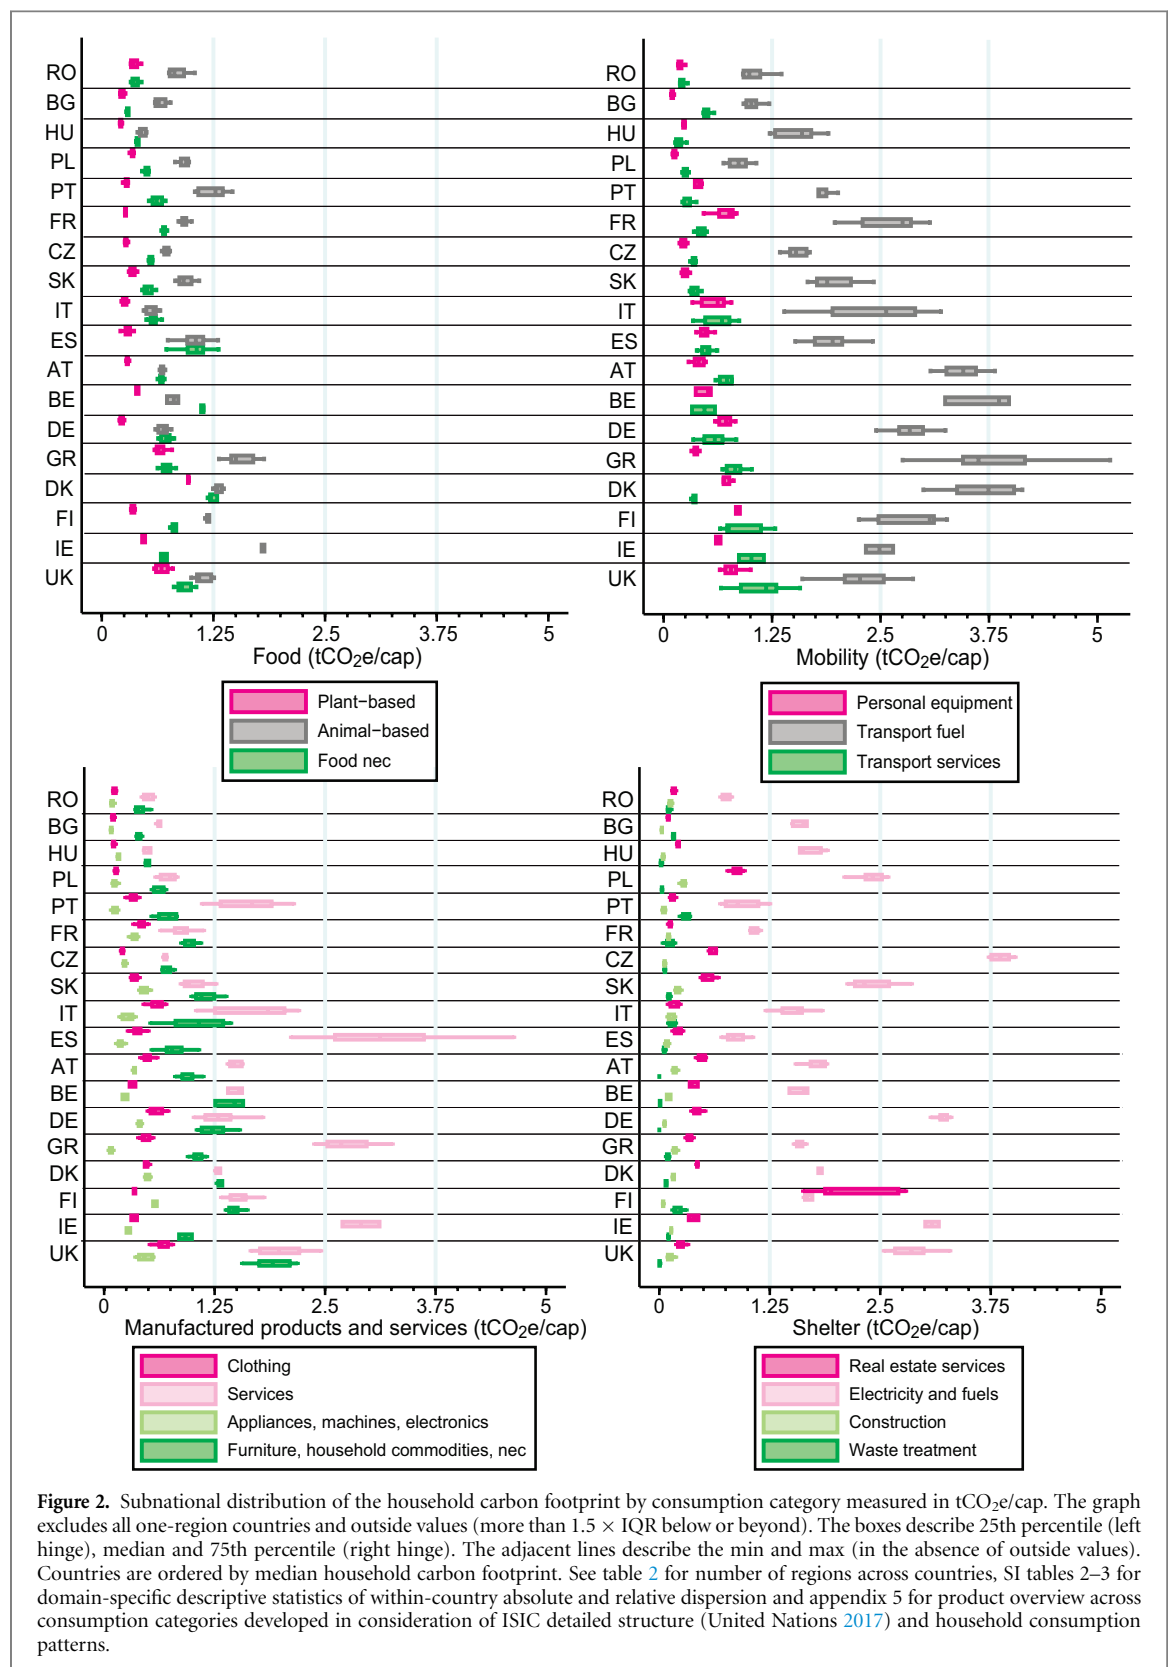 RO
BG
HU
PL
PT
FR
CZ
SK
IT
ES
AT
BE
DE
GR
DK
FI
IE
UK
0 1.25 2.5 3.75 5
Food (tCO2e/cap)
Plant−based
Animal−based
Food nec
RO
BG
HU
PL
PT
FR
CZ
SK
IT
ES
AT
BE
DE
GR
DK
FI
IE
UK
0 1.25 2.5 3.75 5
Mobility (tCO2e/cap)
Personal equipment
Transport fuel
Transport services
RO
BG
HU
PL
PT
FR
CZ
SK
IT
ES
AT
BE
DE
GR
DK
FI
IE
UK
0 1.25 2.5 3.75 5
Manufactured products and services (tCO2e/cap)
Clothing
Services
Appliances, machines, electronics
Furniture, household commodities, nec
RO
BG
HU
PL
PT
FR
CZ
SK
IT
ES
AT
BE
DE
GR
DK
FI
IE
UK
0 1.25 2.5 3.75 5
Shelter (tCO2e/cap)
Real estate services
Electricity and fuels
Construction
Waste treatment
Figure 2. Subnational distribution of the household carbon footprint by consumption category measured in tCO2e/cap. The graph
excludes all one-region countries and outside values (more than 1.5 × IQR below or beyond). The boxes describe 25th percentile (left
hinge), median and 75th percentile (right hinge). The adjacent lines describe the min and max (in the absence of outside values).
Countries are ordered by median household carbon footprint. See table 2 for number of regions across countries, SI tables 2–3 for
domain-specific descriptive statistics of within-country absolute and relative dispersion and appendix 5 for product overview across
consumption categories developed in consideration of ISIC detailed structure (United Nations 2017) and household consumption
patterns.